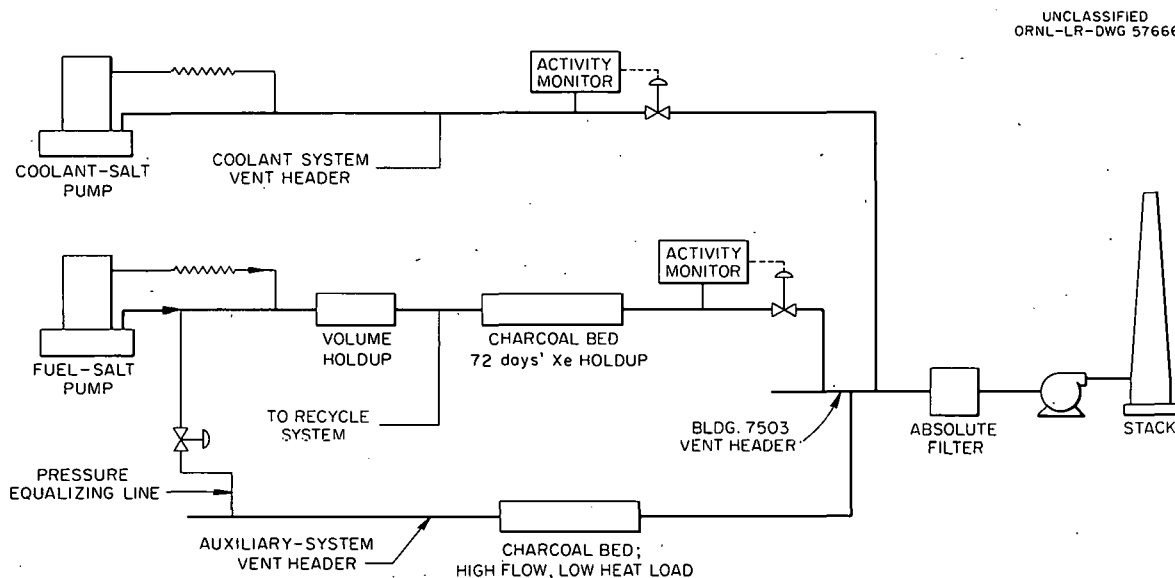 UNCLASSIFIED
ORNL-LR-DWG 57666
ACTIVITY
MONITOR
COOLANT-SALT
PUMP
COOLANT SYSTEM
VENT HEADER
ACTIVITY
MONITOR
FUEL-SALT
PUMP
VOLUME
HOLDUP
CHARCOAL BED
72 days' Xe HOLDUP
TO RECYCLE
SYSTEM
BLDG. 7503
VENT HEADER
ABSOLUTE
FILTER
STACK
PRESSURE
EQUALIZING LINE
AUXILIARY-SYSTEM
VENT HEADER
CHARCOAL BED;
HIGH FLOW, LOW HEAT LOAD